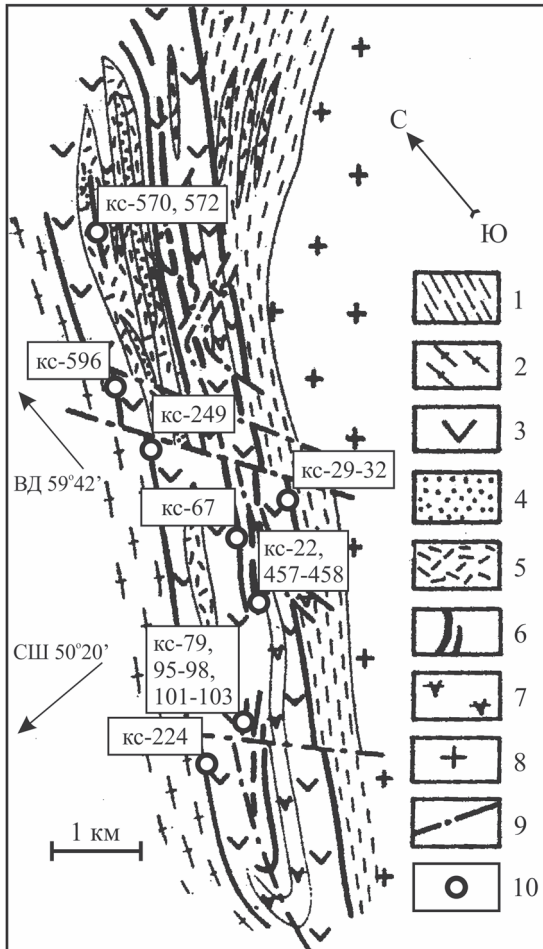 С
Ю
кс-570, 572
кс-596
кс-249
ВД 59°42'
кс-29-32
кс-67
кс-22,
457-458
СШ 50°20'
кс-79,
95-98,
101-103
кс-224
1 км
1
2
3
4
5
6
7
8
9
10